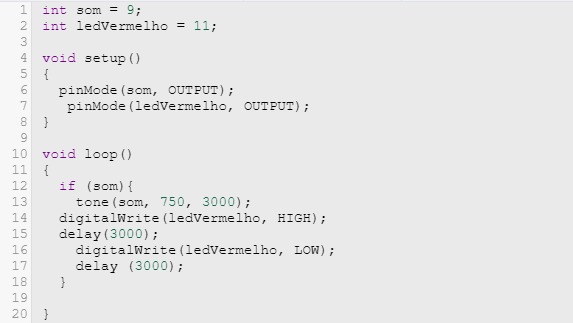 1 int som = 9;
2 int ledVermelho = 11;
3
4 void setup()
5 {
6   pinMode(som, OUTPUT);
7    pinMode(ledVermelho, OUTPUT);
8 }
9
10 void loop()
11 {
12   if (som){
13     tone(som, 750, 3000);
14   digitalWrite(ledVermelho, HIGH);
15   delay(3000);
16     digitalWrite(ledVermelho, LOW);
17     delay (3000);
18   }
19
20 }